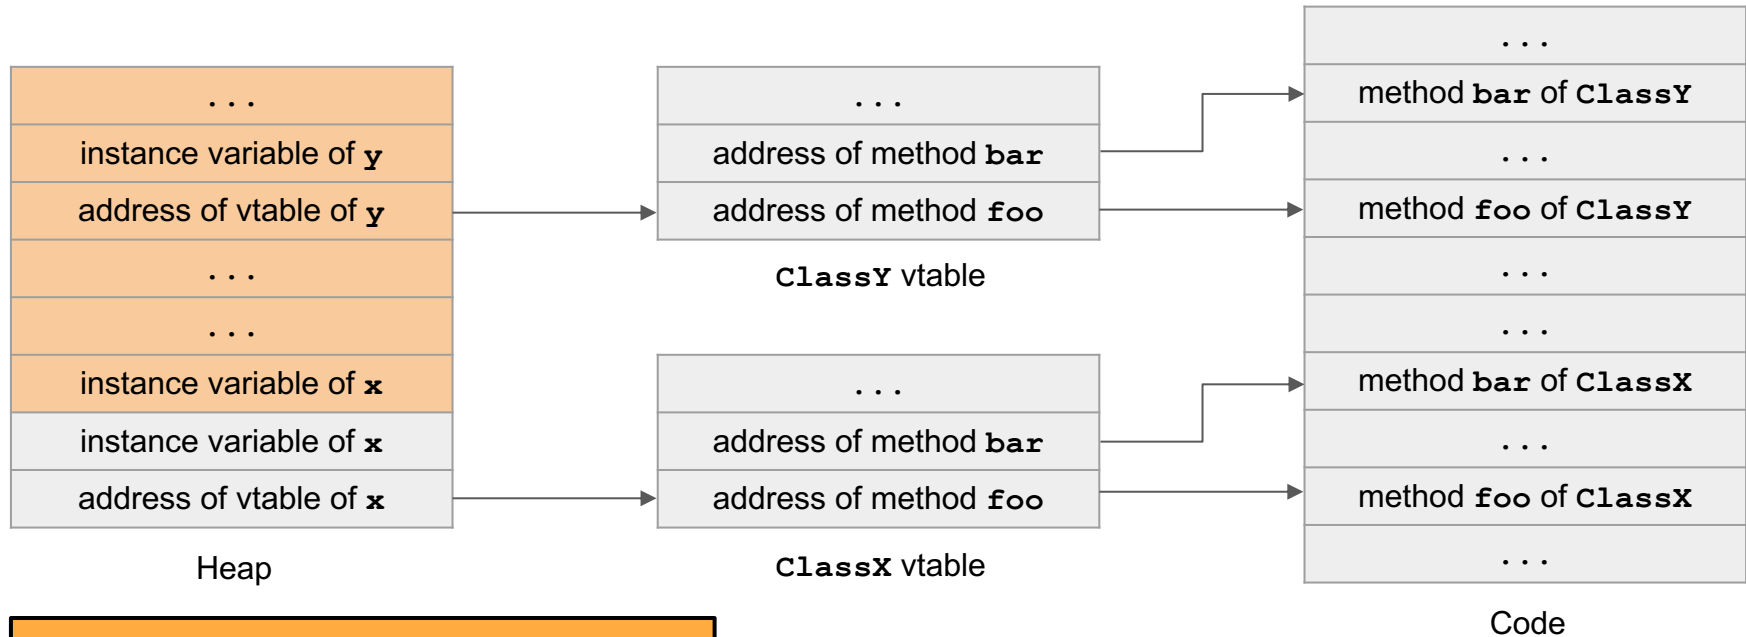 ...
instance variable of y
address of vtable of y
...
...
instance variable of x
instance variable of x
address of vtable of x
Heap
...
address of method bar
address of method foo
ClassY vtable
...
address of method bar
address of method foo
ClassX vtable
...
method bar of ClassY
...
method foo of ClassY
...
...
method bar of ClassX
...
method foo of ClassX
...
Code